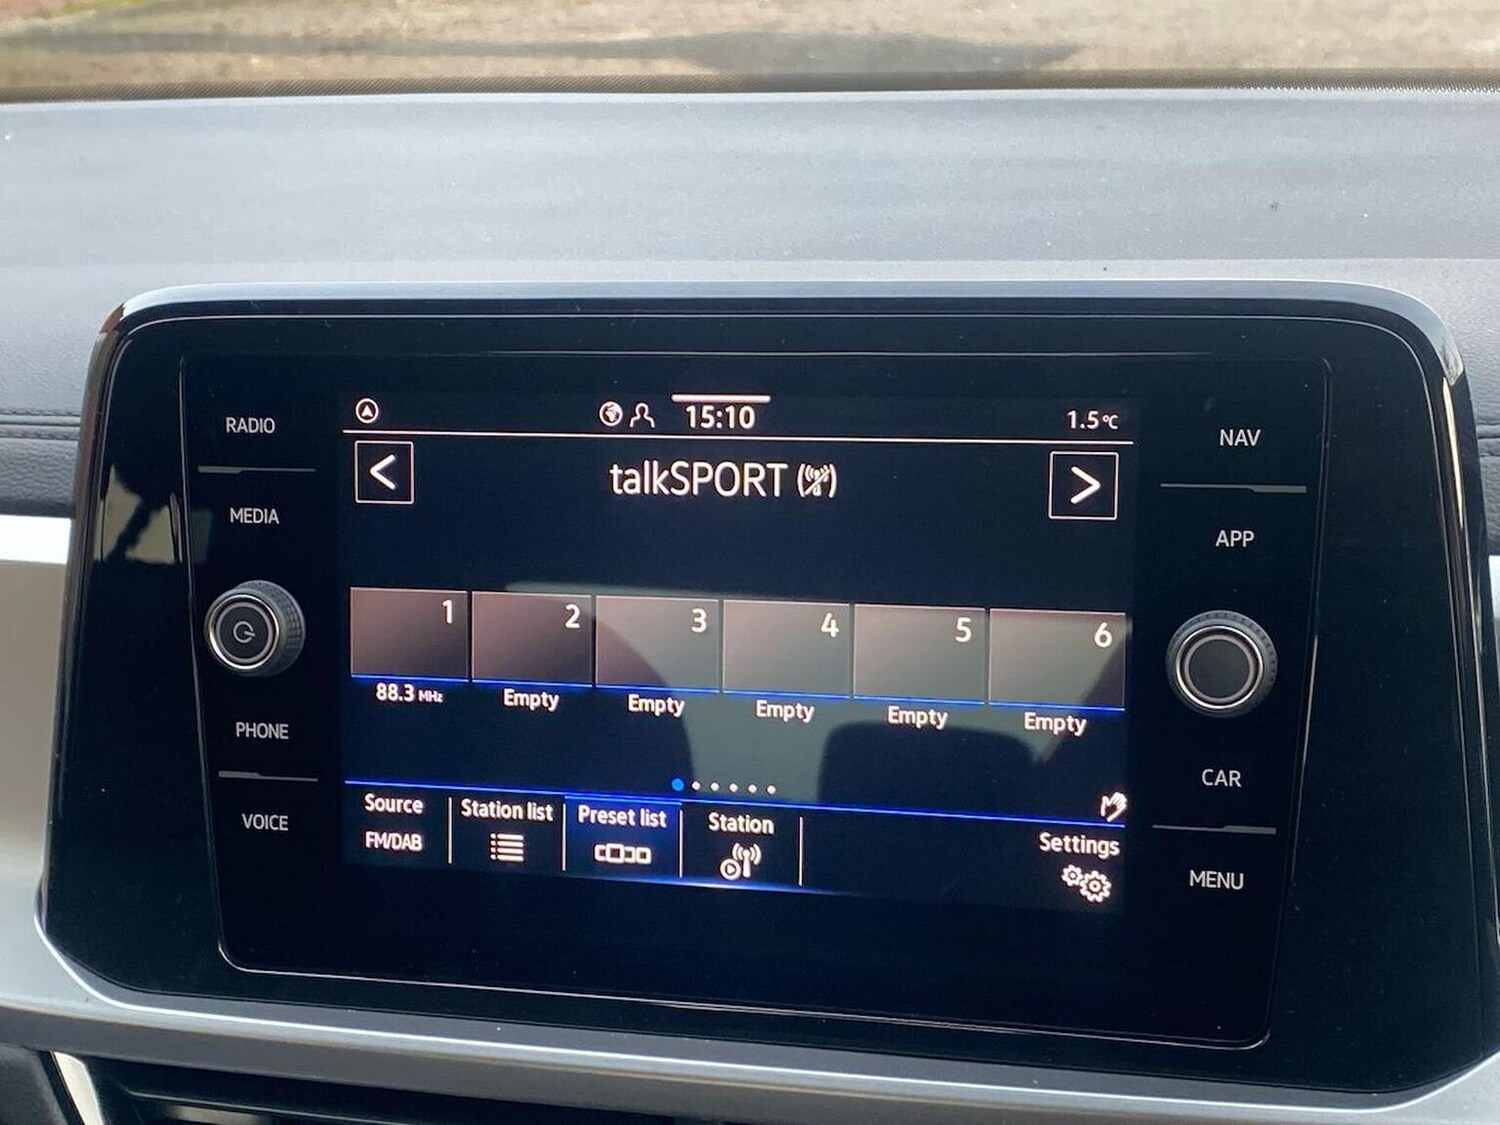 RADIO
MEDIA
PHONE
VOICE
15:10
1.5°C
<
talkSPORT
>
1
2
3
4
5
6
88.3 MHz
Empty
Empty
Empty
Empty
Empty
Source
FM/DAB
Station list
Preset list
Station
Settings
NAV
APP
CAR
MENU